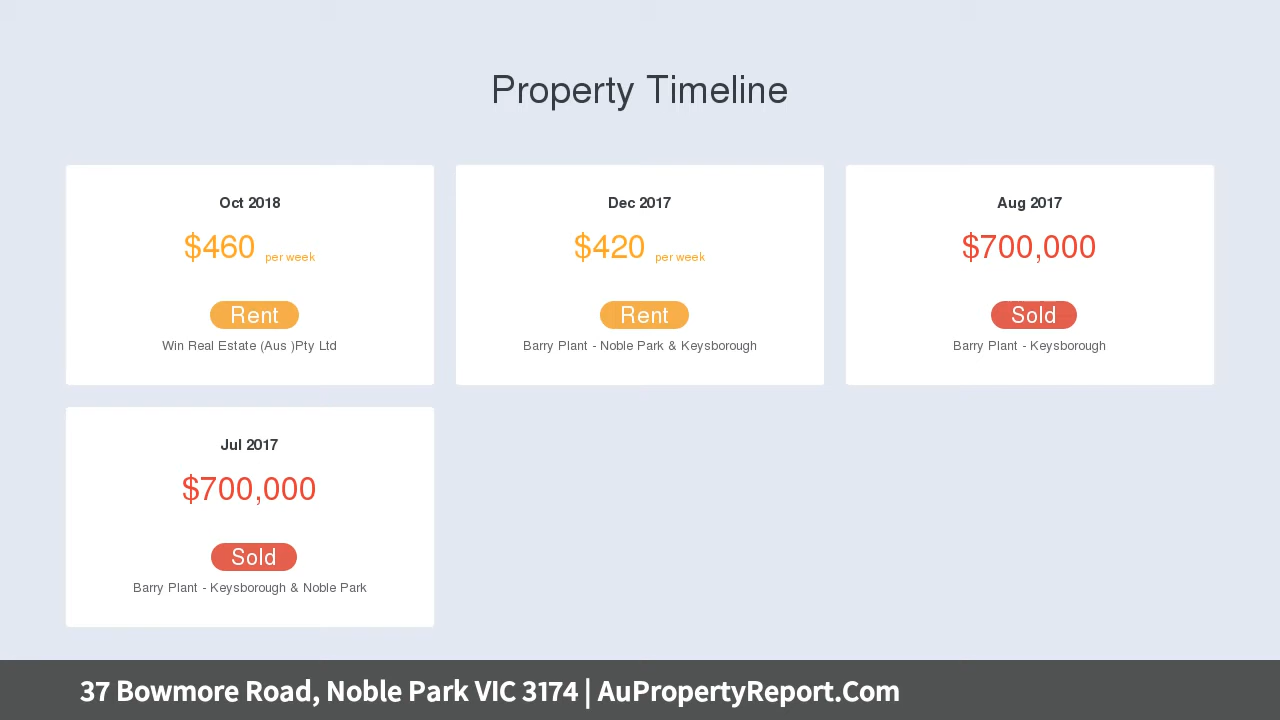 Property Timeline
Oct 2018
$460 per week
Rent
Win Real Estate (Aus )Pty Ltd
Dec 2017
$420 per week
Rent
Barry Plant - Noble Park & Keysborough
Aug 2017
$700,000
Sold
Barry Plant - Keysborough
Jul 2017
$700,000
Sold
Barry Plant - Keysborough & Noble Park
37 Bowmore Road, Noble Park VIC 3174 | AuPropertyReport.Com